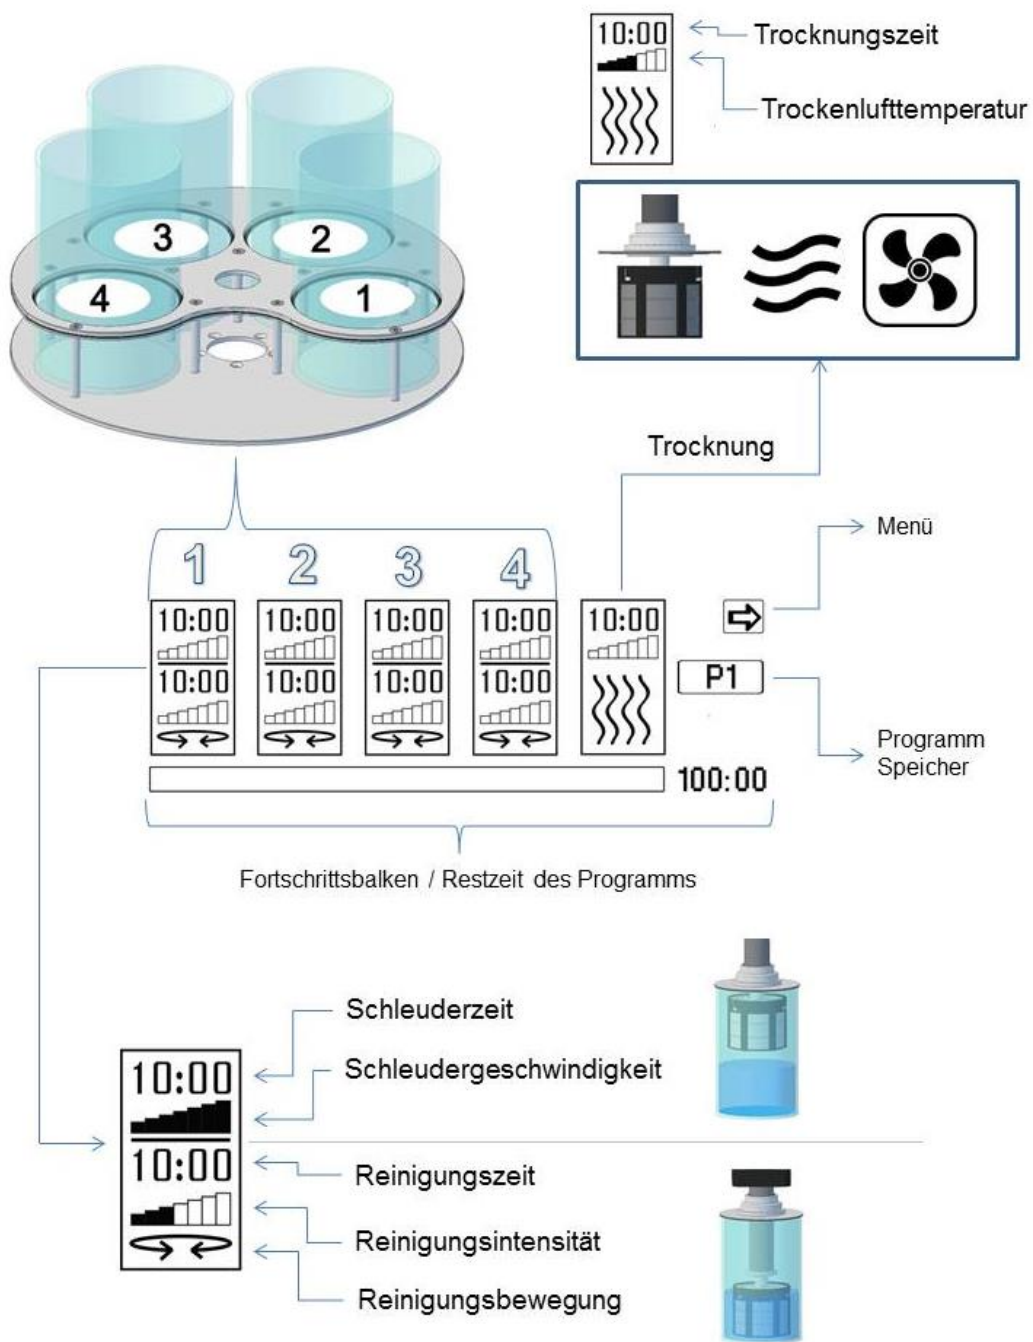 10:00
Trocknungszeit
Trockenlufttemperatur
3
2
4
1
Trocknung
Menü
1
2
3
4
10:00
10:00
10:00
10:00
10:00
10:00
10:00
10:00
10:00
P1
Programm
Speicher
100:00
Fortschrittsbalken / Restzeit des Programms
Schleuderzeit
10:00
Schleudergeschwindigkeit
10:00
Reinigungszeit
Reinigungsintensität
Reinigungsbewegung